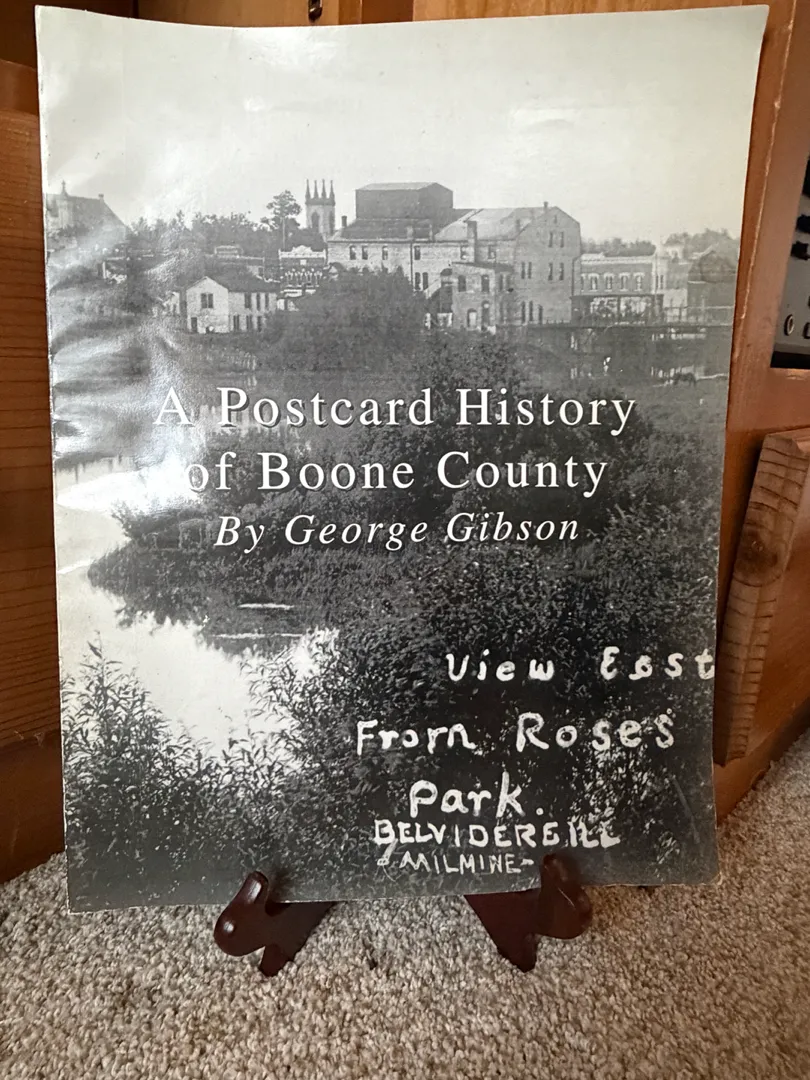 A Postcard History
of Boone County
By George Gibson
View East
From Roses
Park.
BELVIDERE ILL
MILMINE-